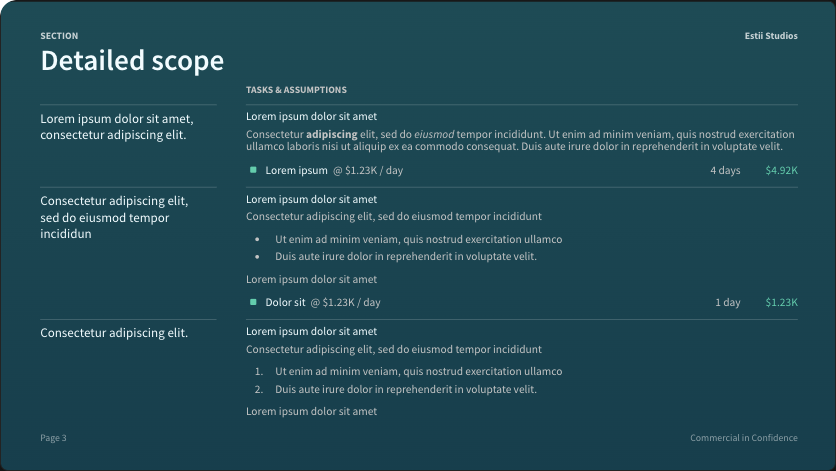 SECTION
Estii Studios
Detailed scope
TASKS & ASSUMPTIONS
Lorem ipsum dolor sit amet,
consectetur adipiscing elit.
Lorem ipsum dolor sit amet
Consectetur adipiscing elit, sed do eiusmod tempor incididunt. Ut enim ad minim veniam, quis nostrud exercitation
ullamco laboris nisi ut aliquip ex ea commodo consequat. Duis aute irure dolor in reprehenderit in voluptate velit.
Lorem ipsum @ $1.23K / day 4 days $4.92K
Consectetur adipiscing elit,
sed do eiusmod tempor
incididun
Lorem ipsum dolor sit amet
Consectetur adipiscing elit, sed do eiusmod tempor incididunt
• Ut enim ad minim veniam, quis nostrud exercitation ullamco
• Duis aute irure dolor in reprehenderit in voluptate velit.
Lorem ipsum dolor sit amet
Dolor sit @ $1.23K / day 1 day $1.23K
Consectetur adipiscing elit.
Lorem ipsum dolor sit amet
Consectetur adipiscing elit, sed do eiusmod tempor incididunt
1. Ut enim ad minim veniam, quis nostrud exercitation ullamco
2. Duis aute irure dolor in reprehenderit in voluptate velit.
Lorem ipsum dolor sit amet
Page 3
Commercial in Confidence